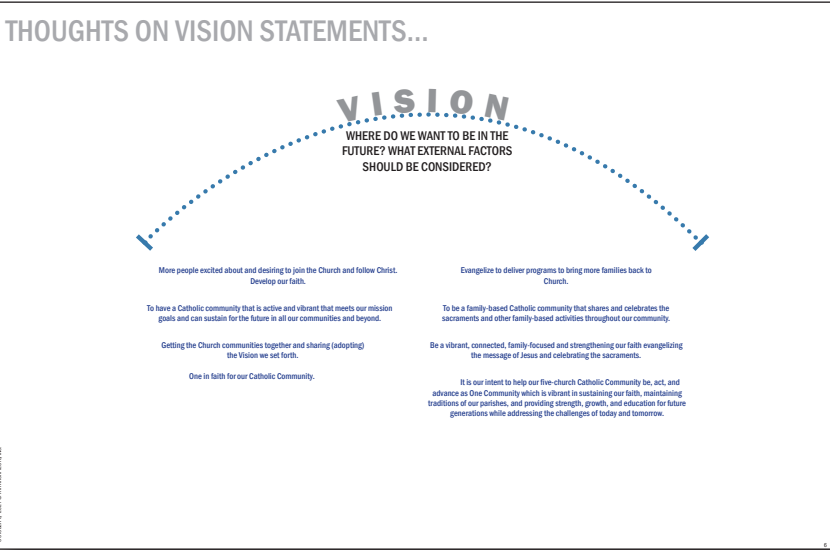 THOUGHTS ON VISION STATEMENTS...
VISION
WHERE DO WE WANT TO BE IN THE
FUTURE? WHAT EXTERNAL FACTORS
SHOULD BE CONSIDERED?
More people excited about and desiring to join the Church and follow Christ.
Develop our faith.
To have a Catholic community that is active and vibrant that meets our mission
goals and can sustain for the future in all our communities and beyond.
Getting the Church communities together and sharing (adopting)
the Vision we set forth.
One in faith for our Catholic Community.
Evangelize to deliver programs to bring more families back to
Church.
To be a family-based Catholic community that shares and celebrates the
sacraments and other family-based activities throughout our community.
Be a vibrant, connected, family-focused and strengthening our faith evangelizing
the message of Jesus and celebrating the sacraments.
It is our intent to help our five-church Catholic Community be, act, and
advance as One Community which is vibrant in sustaining our faith, maintaining
traditions of our parishes, and providing strength, growth, and education for future
generations while addressing the challenges of today and tomorrow.
6